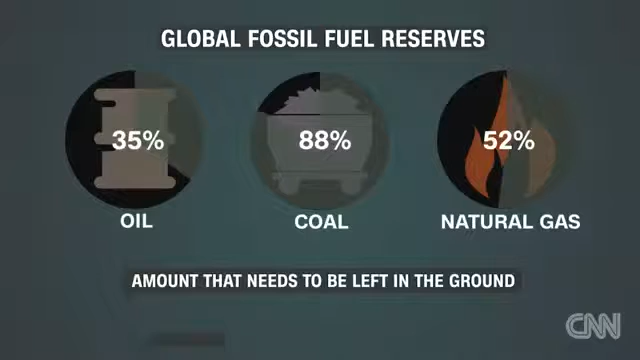 GLOBAL FOSSIL FUEL RESERVES
35% 88% 52%
OIL COAL NATURAL GAS
AMOUNT THAT NEEDS TO BE LEFT IN THE GROUND
CNN